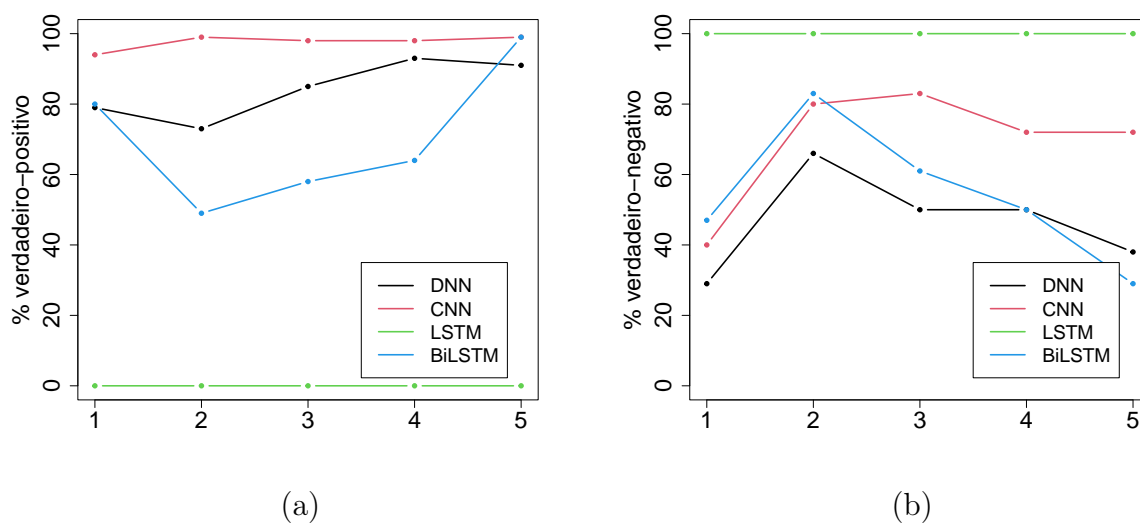 % verdadeiro−positivo
100
80
60
40
20
0
1 2 3 4 5
DNN
CNN
LSTM
BiLSTM
(a)
% verdadeiro−negativo
100
80
60
40
20
0
1 2 3 4 5
DNN
CNN
LSTM
BiLSTM
(b)